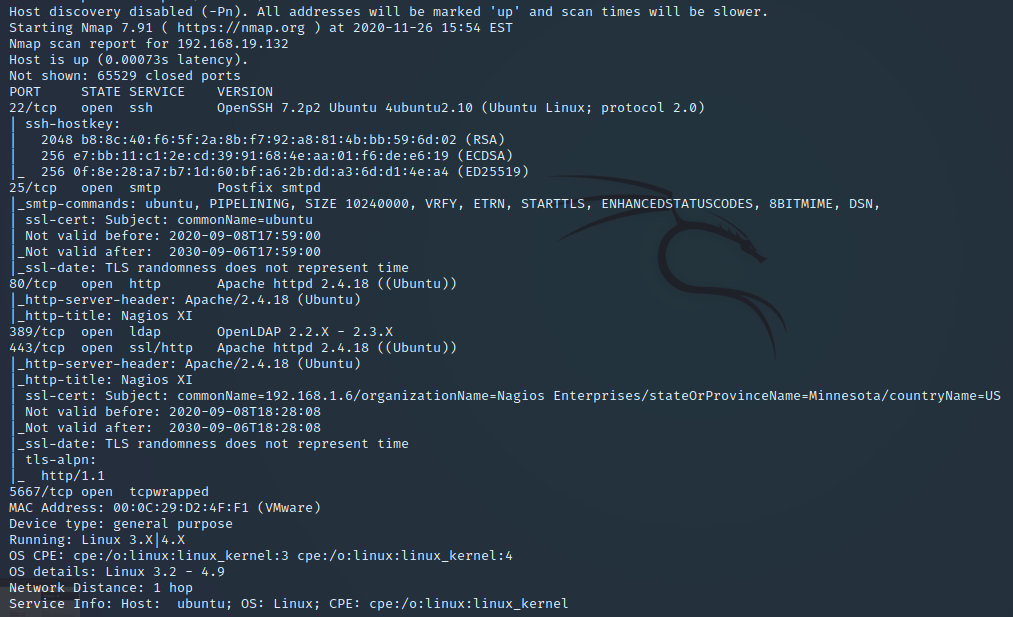 Host discovery disabled (-Pn). All addresses will be marked 'up' and scan times will be slower.
Starting Nmap 7.91 ( https://nmap.org ) at 2020-11-26 15:54 EST
Nmap scan report for 192.168.19.132
Host is up (0.00073s latency).
Not shown: 65529 closed ports
PORT     STATE SERVICE    VERSION
22/tcp   open  ssh        OpenSSH 7.2p2 Ubuntu 4ubuntu2.10 (Ubuntu Linux; protocol 2.0)
| ssh-hostkey:
|   2048 b8:8c:40:f6:5f:2a:8b:f7:92:a8:81:4b:bb:59:6d:02 (RSA)
|   256 e7:bb:11:c1:2e:cd:39:91:68:4e:aa:01:f6:de:e6:19 (ECDSA)
|_  256 0f:8e:28:a7:b7:1d:60:bf:a6:2b:dd:a3:6d:d1:4e:a4 (ED25519)
25/tcp   open  smtp       Postfix smtpd
|_smtp-commands: ubuntu, PIPELINING, SIZE 10240000, VRFY, ETRN, STARTTLS, ENHANCEDSTATUSCODES, 8BITMIME, DSN,
| ssl-cert: Subject: commonName=ubuntu
| Not valid before: 2020-09-08T17:59:00
|_Not valid after:  2030-09-06T17:59:00
|_ssl-date: TLS randomness does not represent time
80/tcp   open  http       Apache httpd 2.4.18 ((Ubuntu))
|_http-server-header: Apache/2.4.18 (Ubuntu)
|_http-title: Nagios XI
389/tcp  open  ldap       OpenLDAP 2.2.X - 2.3.X
443/tcp  open  ssl/http   Apache httpd 2.4.18 ((Ubuntu))
|_http-server-header: Apache/2.4.18 (Ubuntu)
|_http-title: Nagios XI
| ssl-cert: Subject: commonName=192.168.1.6/organizationName=Nagios Enterprises/stateOrProvinceName=Minnesota/countryName=US
| Not valid before: 2020-09-08T18:28:08
|_Not valid after:  2030-09-06T18:28:08
|_ssl-date: TLS randomness does not represent time
| tls-alpn:
|_  http/1.1
5667/tcp open  tcpwrapped
MAC Address: 00:0C:29:D2:4F:F1 (VMware)
Device type: general purpose
Running: Linux 3.X|4.X
OS CPE: cpe:/o:linux:linux_kernel:3 cpe:/o:linux:linux_kernel:4
OS details: Linux 3.2 - 4.9
Network Distance: 1 hop
Service Info: Host:  ubuntu; OS: Linux; CPE: cpe:/o:linux:linux_kernel